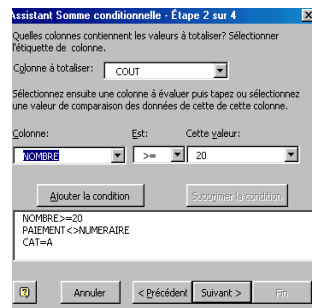 Assistant Somme conditionnelle - Étape 2 sur 4
Quelles colonnes contiennent les valeurs à totaliser? Sélectionner
l'étiquette de colonne.
Colonne à totaliser: COUT
Sélectionnez ensuite une colonne à évaluer puis tapez ou sélectionnez
une valeur de comparaison des données de cette de cette colonne.
Colonne: Est: Cette valeur:
NOMBRE >= 20
Ajouter la condition Supprimer la condition
NOMBRE>=20
PAIEMENT<>NUMERAIRE
CAT=A
Annuler < Précédent Suivant > Fin